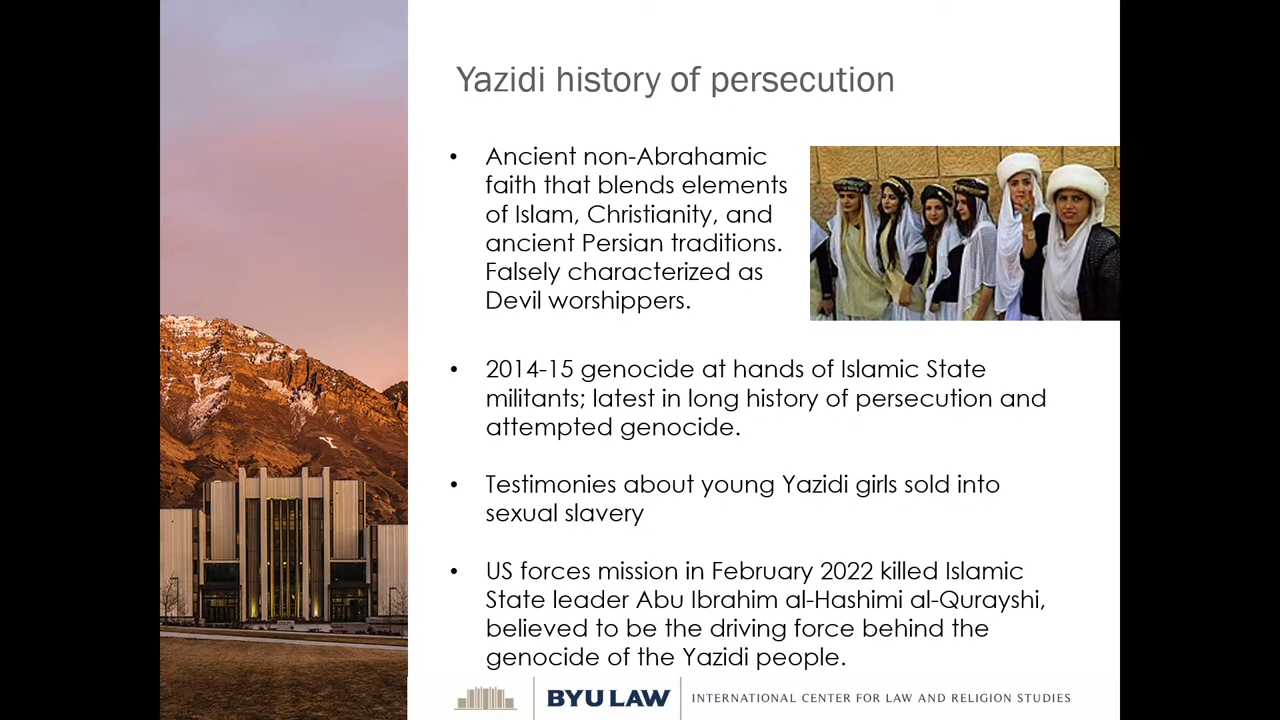 Yazidi history of persecution
• Ancient non-Abrahamic
faith that blends elements
of Islam, Christianity, and
ancient Persian traditions.
Falsely characterized as
Devil worshippers.
• 2014-15 genocide at hands of Islamic State
militants; latest in long history of persecution and
attempted genocide.
• Testimonies about young Yazidi girls sold into
sexual slavery
• US forces mission in February 2022 killed Islamic
State leader Abu Ibrahim al-Hashimi al-Qurayshi,
believed to be the driving force behind the
genocide of the Yazidi people.
BYU LAW INTERNATIONAL CENTER FOR LAW AND RELIGION STUDIES